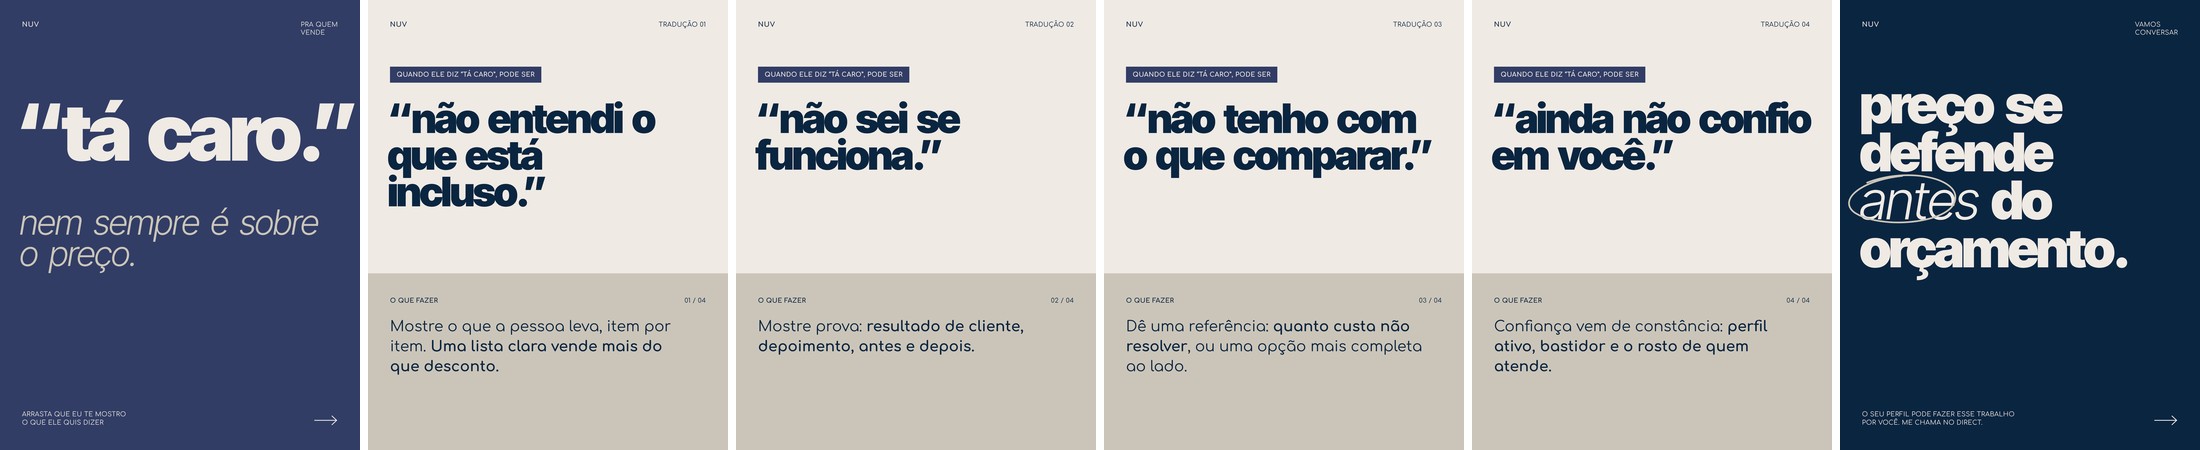 NUV
PRA QUEM
VENDE
“tá caro.”
nem sempre é sobre
o preço.
ARRASTA QUE EU TE MOSTRO
O QUE ELE QUIS DIZER
NUV
TRADUÇÃO 01
QUANDO ELE DIZ "TÁ CARO", PODE SER
“não entendi o
que está
incluso.”
O QUE FAZER
01 / 04
Mostre o que a pessoa leva, item por
item. Uma lista clara vende mais do
que desconto.
NUV
TRADUÇÃO 02
QUANDO ELE DIZ "TÁ CARO", PODE SER
“não sei se
funciona.”
O QUE FAZER
02 / 04
Mostre prova: resultado de cliente,
depoimento, antes e depois.
NUV
TRADUÇÃO 03
QUANDO ELE DIZ "TÁ CARO", PODE SER
“não tenho com
o que comparar.”
O QUE FAZER
03 / 04
Dê uma referência: quanto custa não
resolver, ou uma opção mais completa
ao lado.
NUV
TRADUÇÃO 04
QUANDO ELE DIZ "TÁ CARO", PODE SER
“ainda não confio
em você.”
O QUE FAZER
04 / 04
Confiança vem de constância: perfil
ativo, bastidor e o rosto de quem
atende.
NUV
VAMOS
CONVERSAR
preço se
defende
antes do
orçamento.
O SEU PERFIL PODE FAZER ESSE TRABALHO
POR VOCÊ. ME CHAMA NO DIRECT.